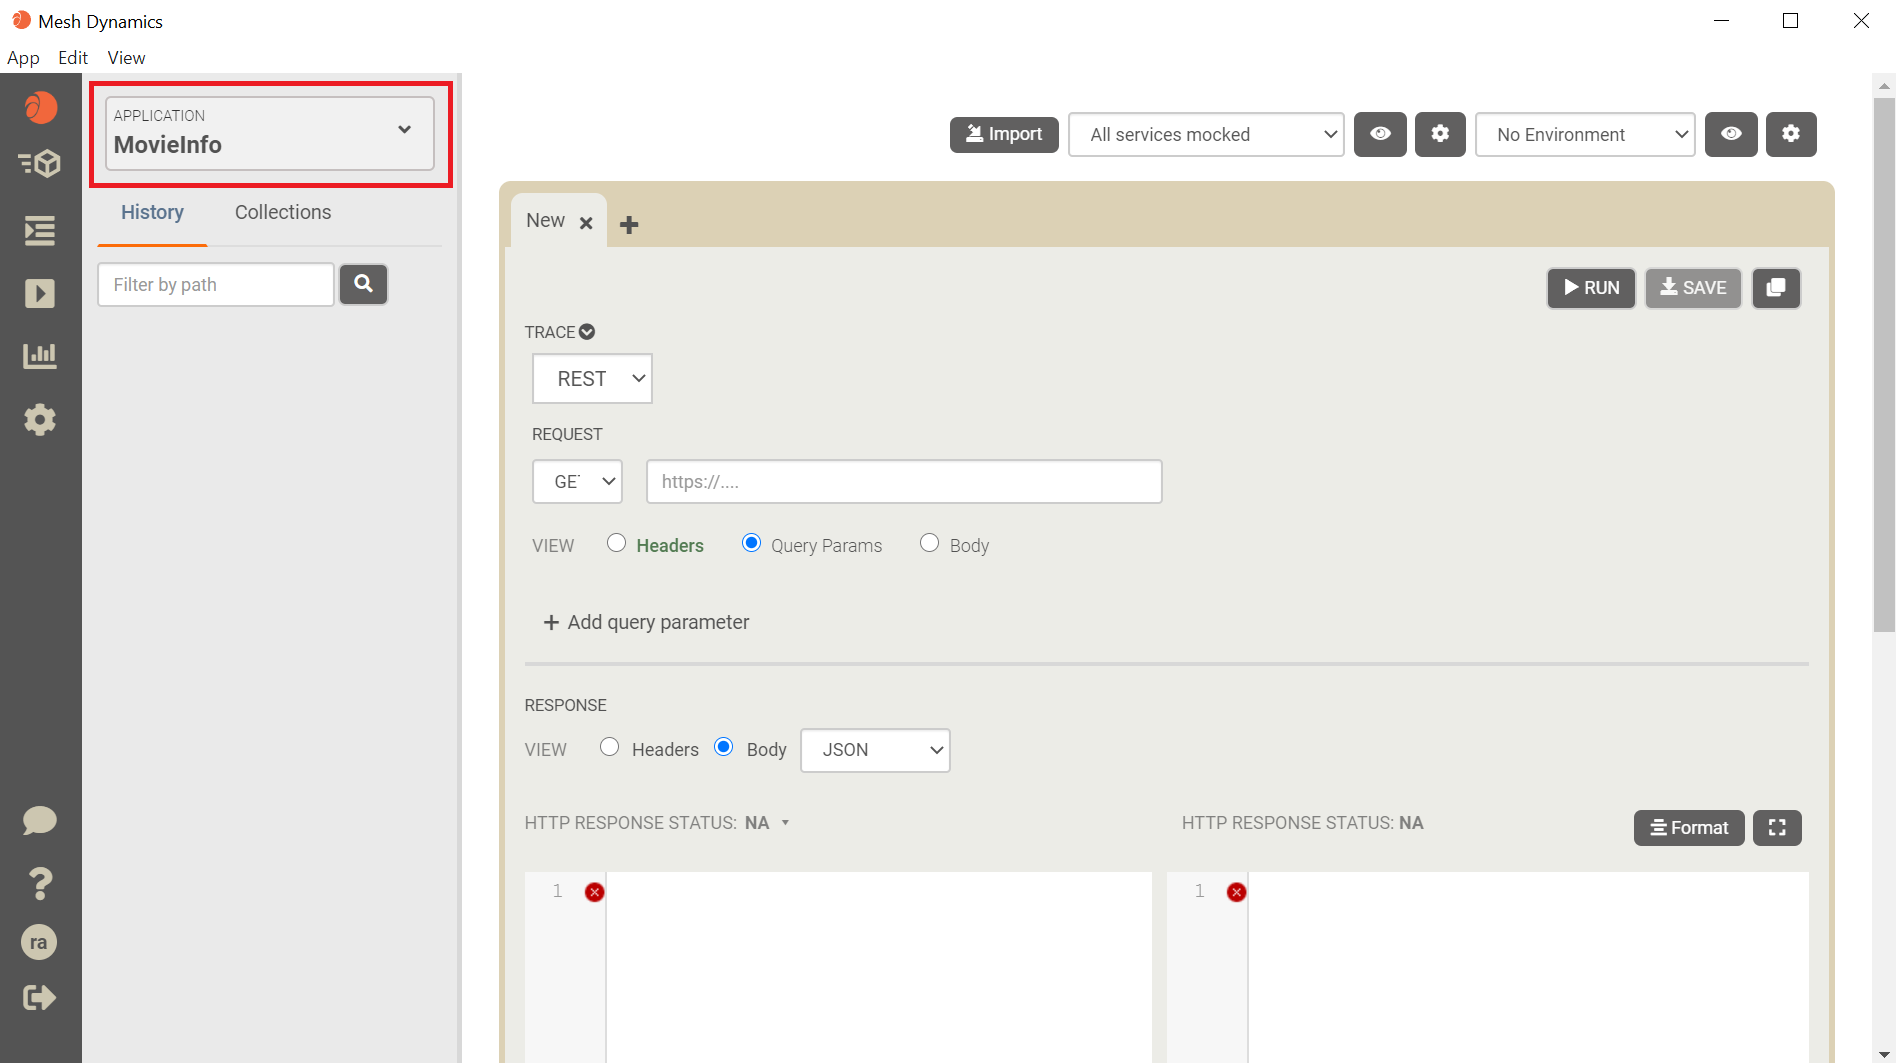 Mesh Dynamics
App Edit View
APPLICATION
MovieInfo
History Collections
Filter by path
Import All services mocked No Environment
New
RUN SAVE
TRACE
REST
REQUEST
GET https://....
VIEW Headers Query Params Body
+ Add query parameter
RESPONSE
VIEW Headers Body JSON
HTTP RESPONSE STATUS: NA HTTP RESPONSE STATUS: NA Format
1 1
ra